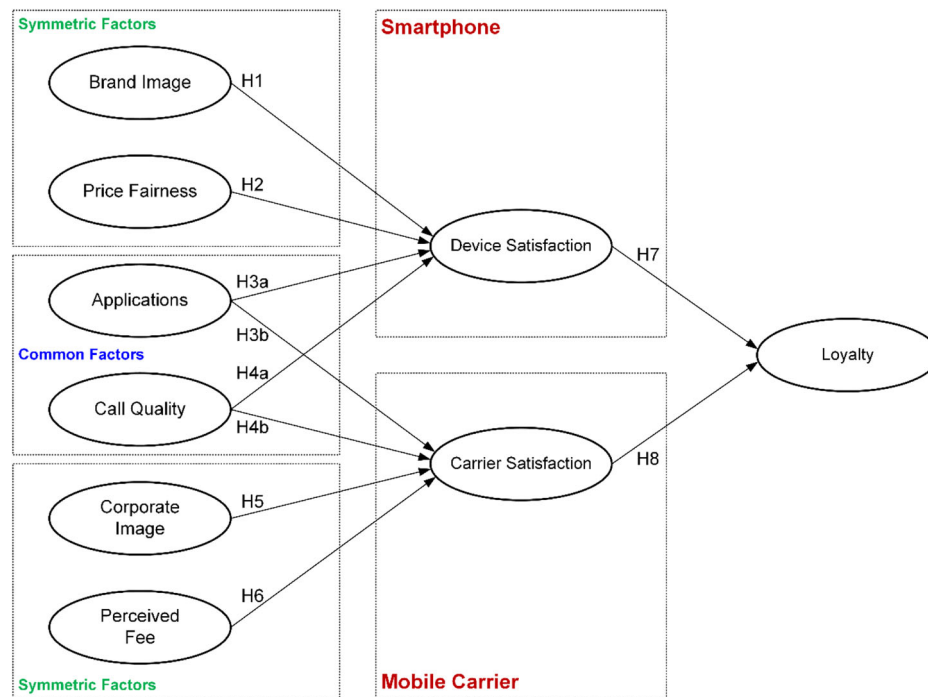 Symmetric Factors
Smartphone
Brand Image
H1
Price Fairness
H2
Device Satisfaction
H7
Applications
H3a
H3b
Common Factors
Loyalty
Call Quality
H4a
H4b
Carrier Satisfaction
H8
Corporate
Image
H5
Perceived
Fee
H6
Symmetric Factors
Mobile Carrier